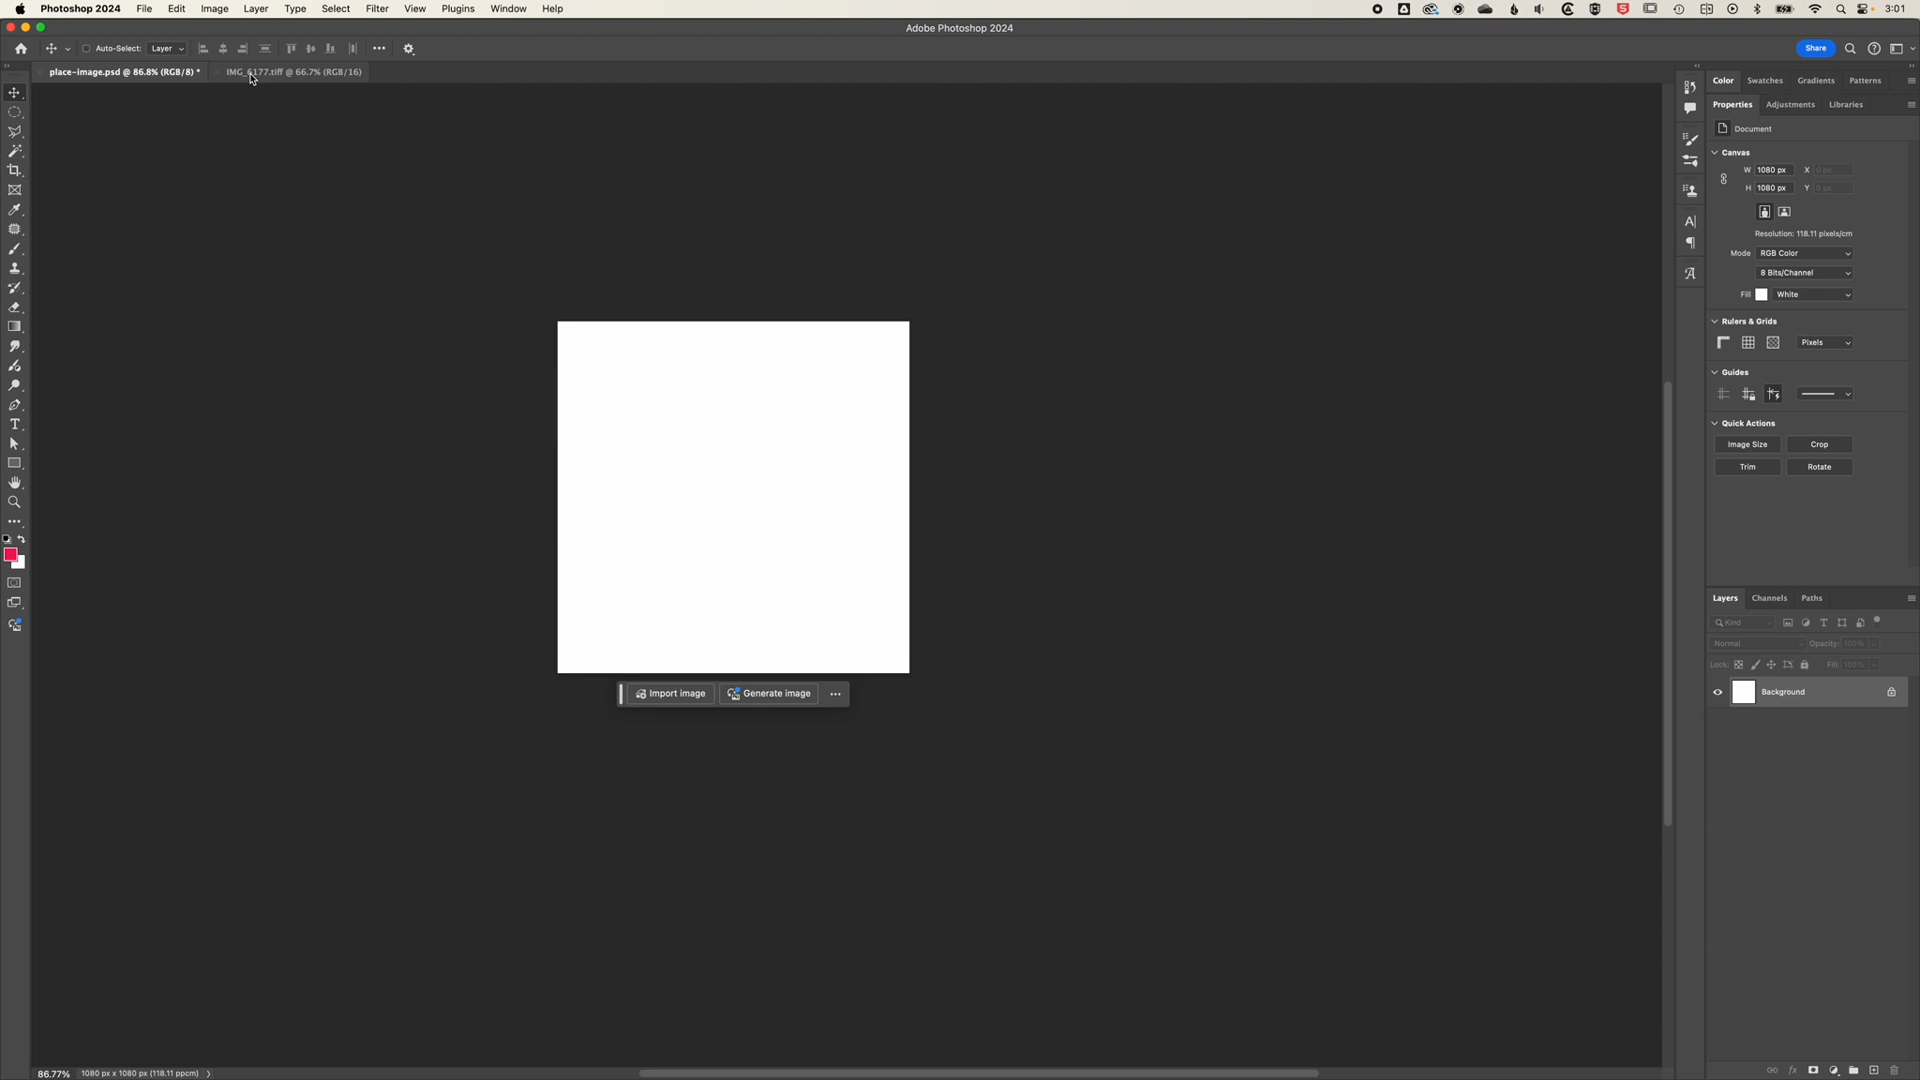 Photoshop 2024 File Edit Image Layer Type Select Filter View Plugins Window Help 3:01
Adobe Photoshop 2024
Auto-Select: Layer Share
place-image.psd @ 86.8% (RGB/8) * IMG_6177.tiff @ 66.7% (RGB/16)
Color Swatches Gradients Patterns
Properties Adjustments Libraries
Document
Canvas
W 1080 px X 0 px
H 1080 px Y 0 px
Resolution: 118.11 pixels/cm
Mode RGB Color
8 Bits/Channel
Fill White
Rulers & Grids
Pixels
Guides
Quick Actions
Image Size Crop
Trim Rotate
Layers Channels Paths
Kind
Normal Opacity: 100%
Lock: Fill: 100%
Background
Import image Generate image
86.77% 1080 px x 1080 px (118.11 ppcm)